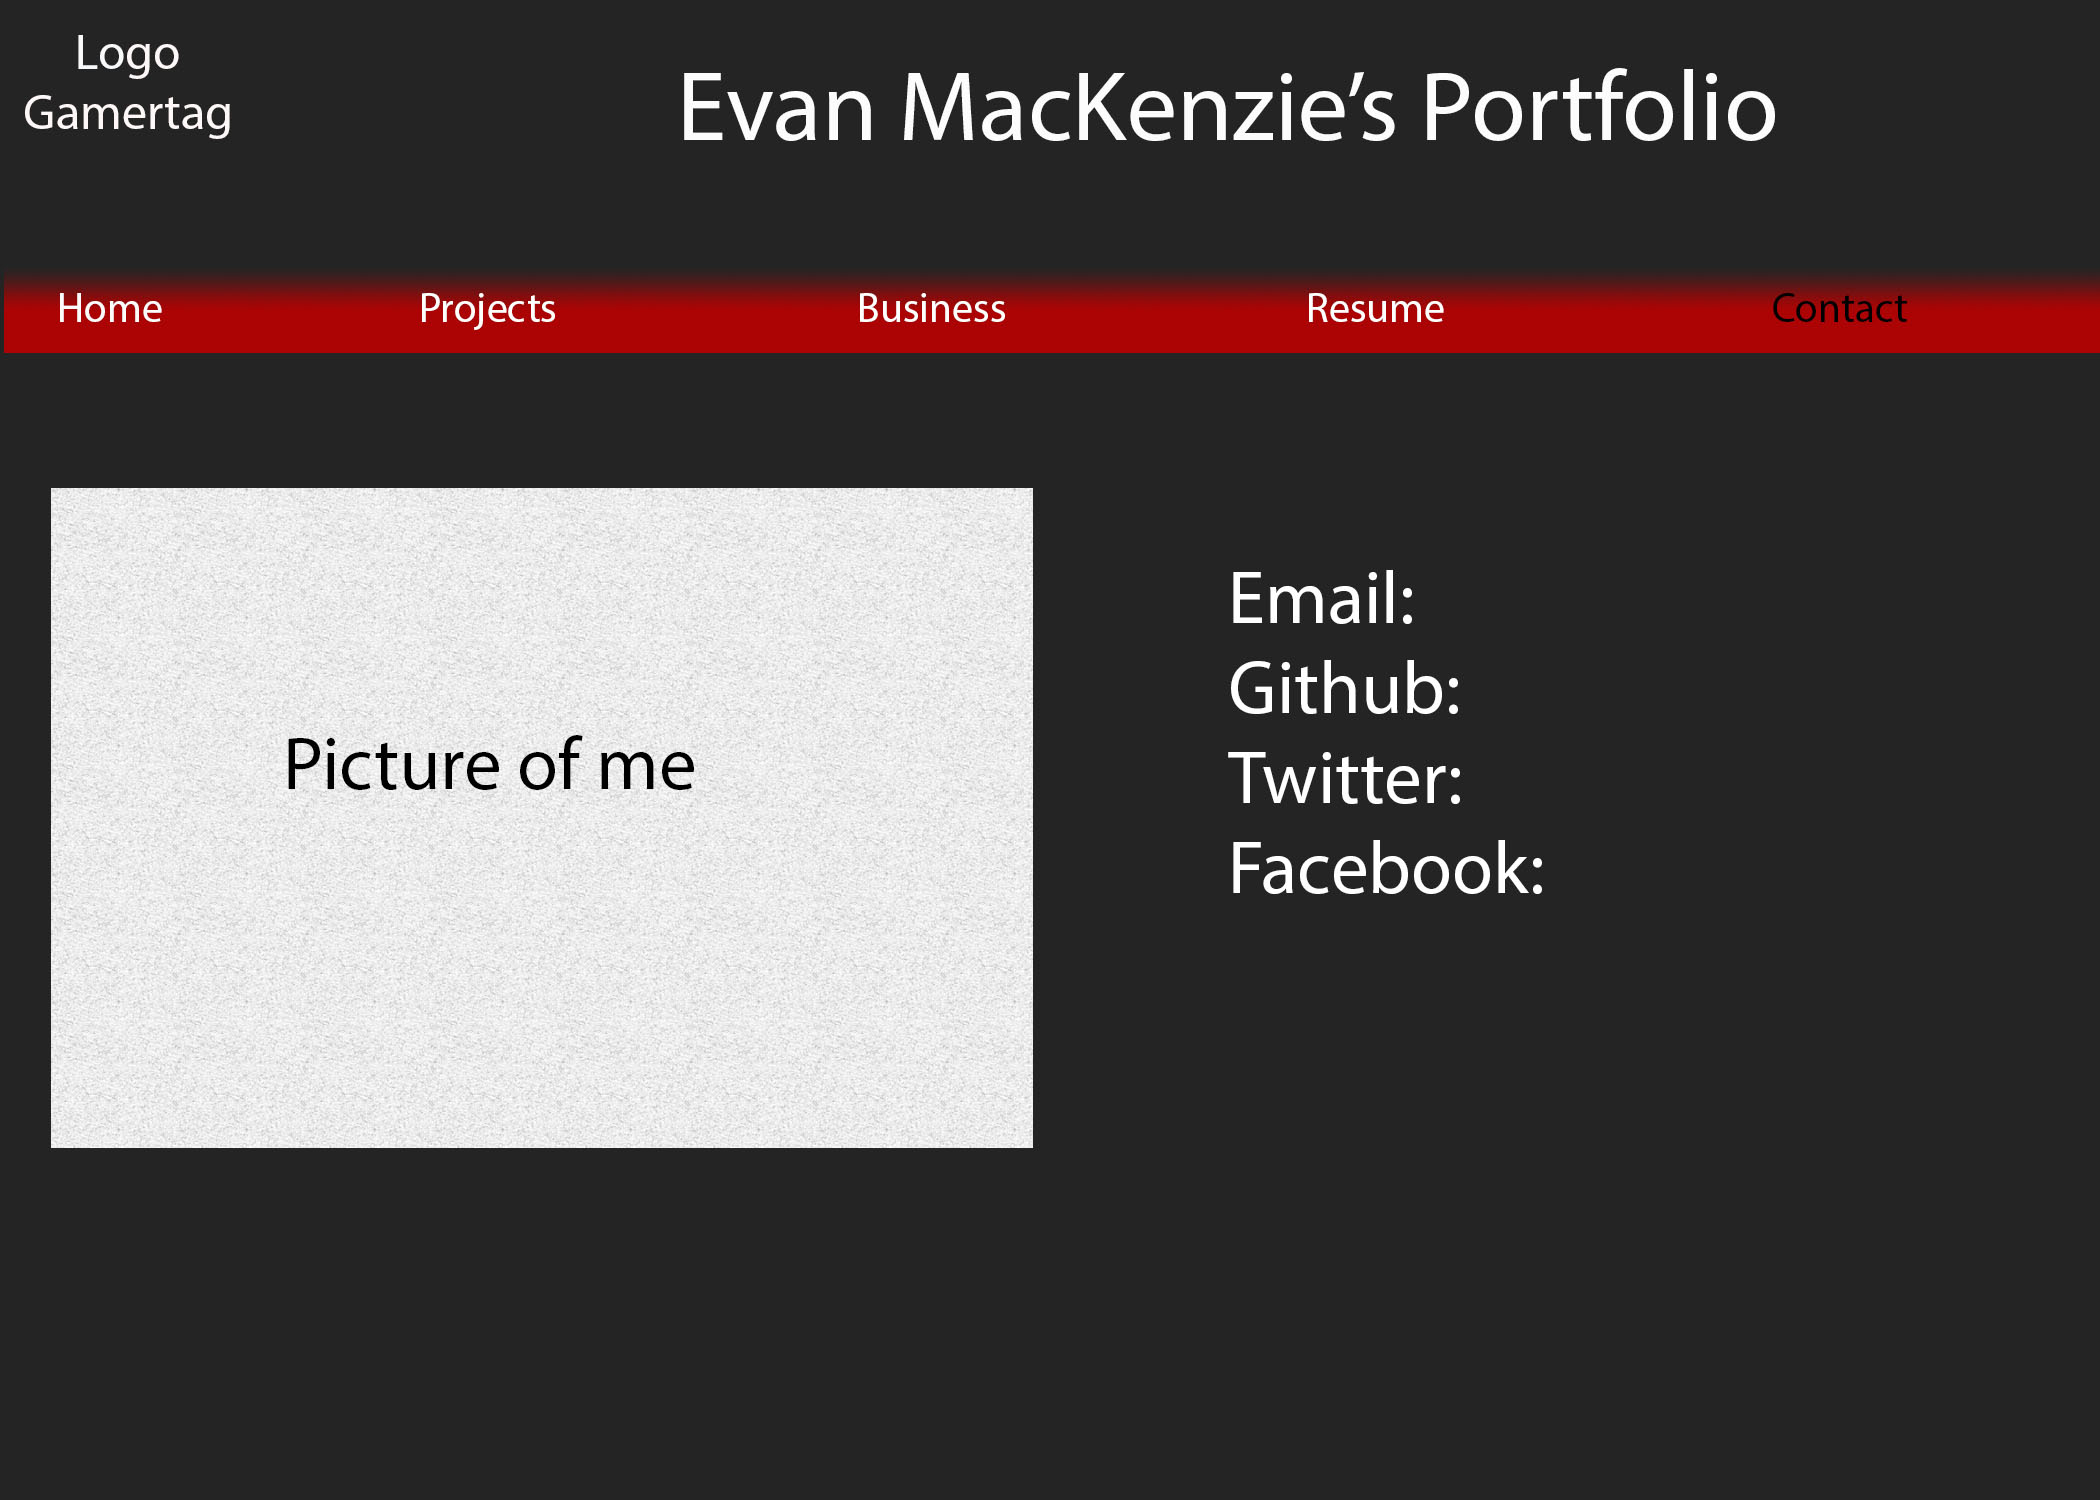 Logo
Gamertag
Evan MacKenzie’s Portfolio
Home Projects Business Resume Contact
Picture of me
Email:
Github:
Twitter:
Facebook: